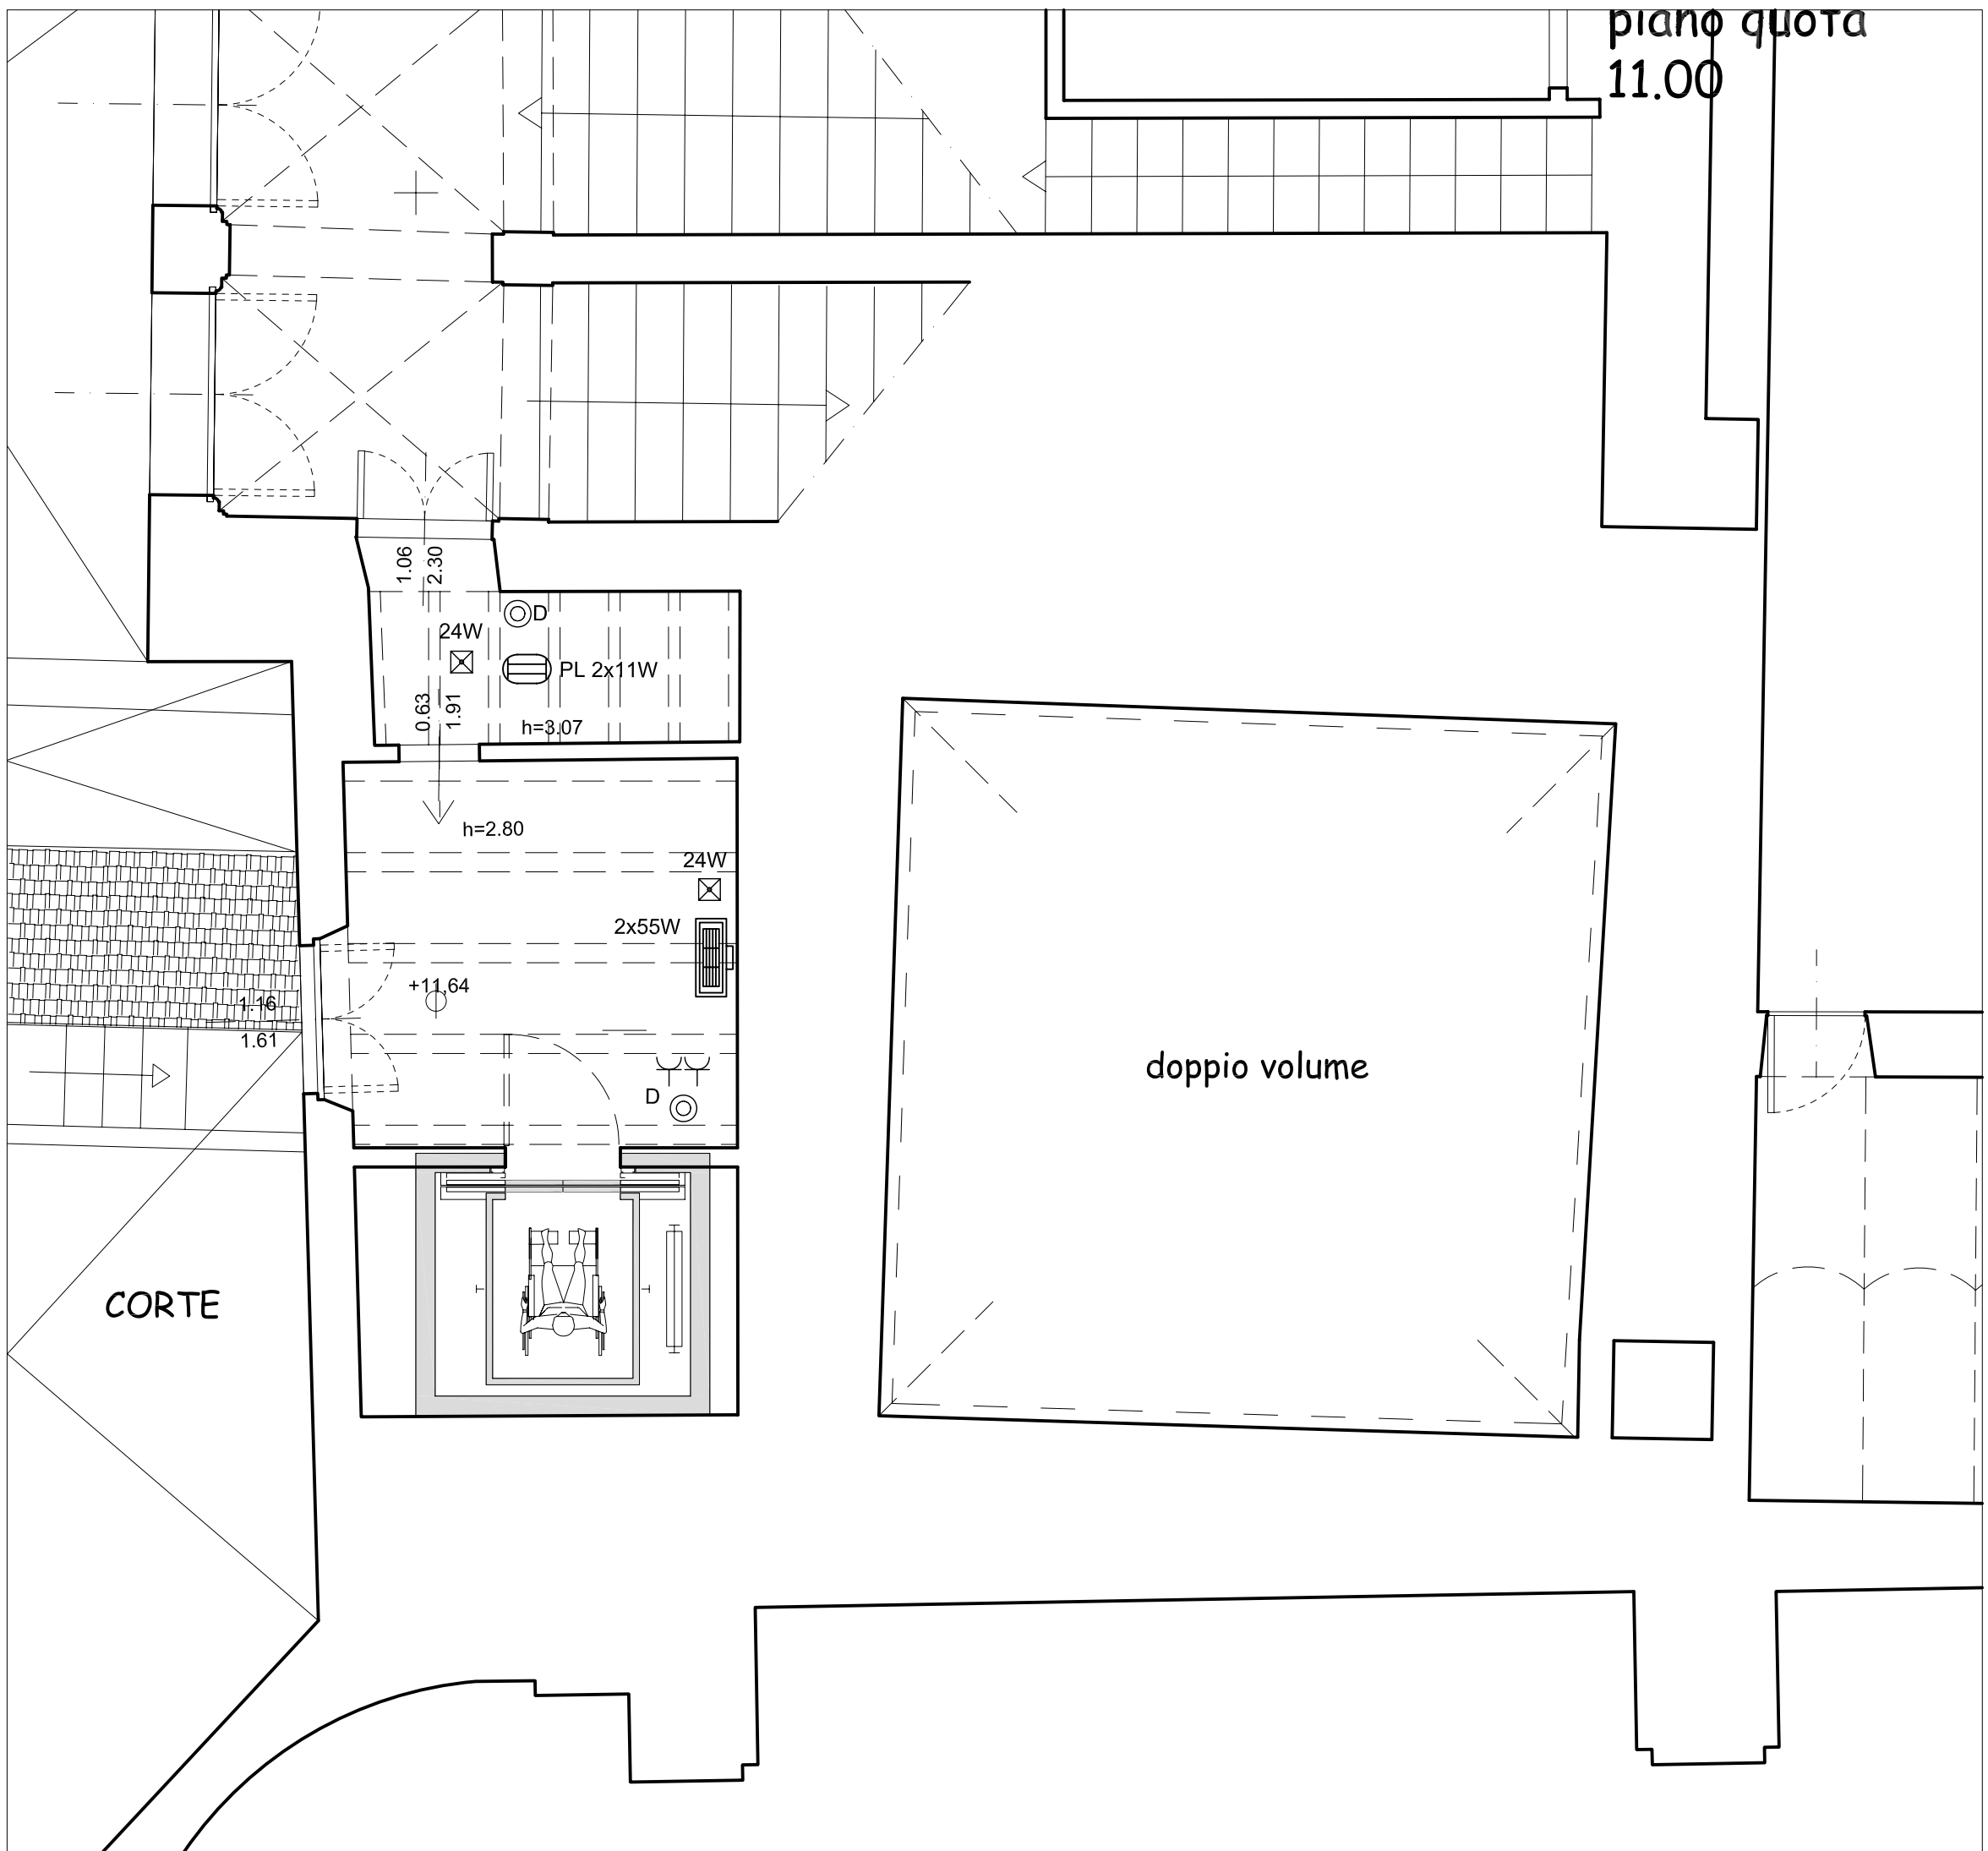 piano quota
11.00
1.06
2.30
D
24W
PL 2x11W
0.63
1.91
h=3.07
h=2.80
24W
2x55W
+11,64
1.16
1.61
doppio volume
D
CORTE